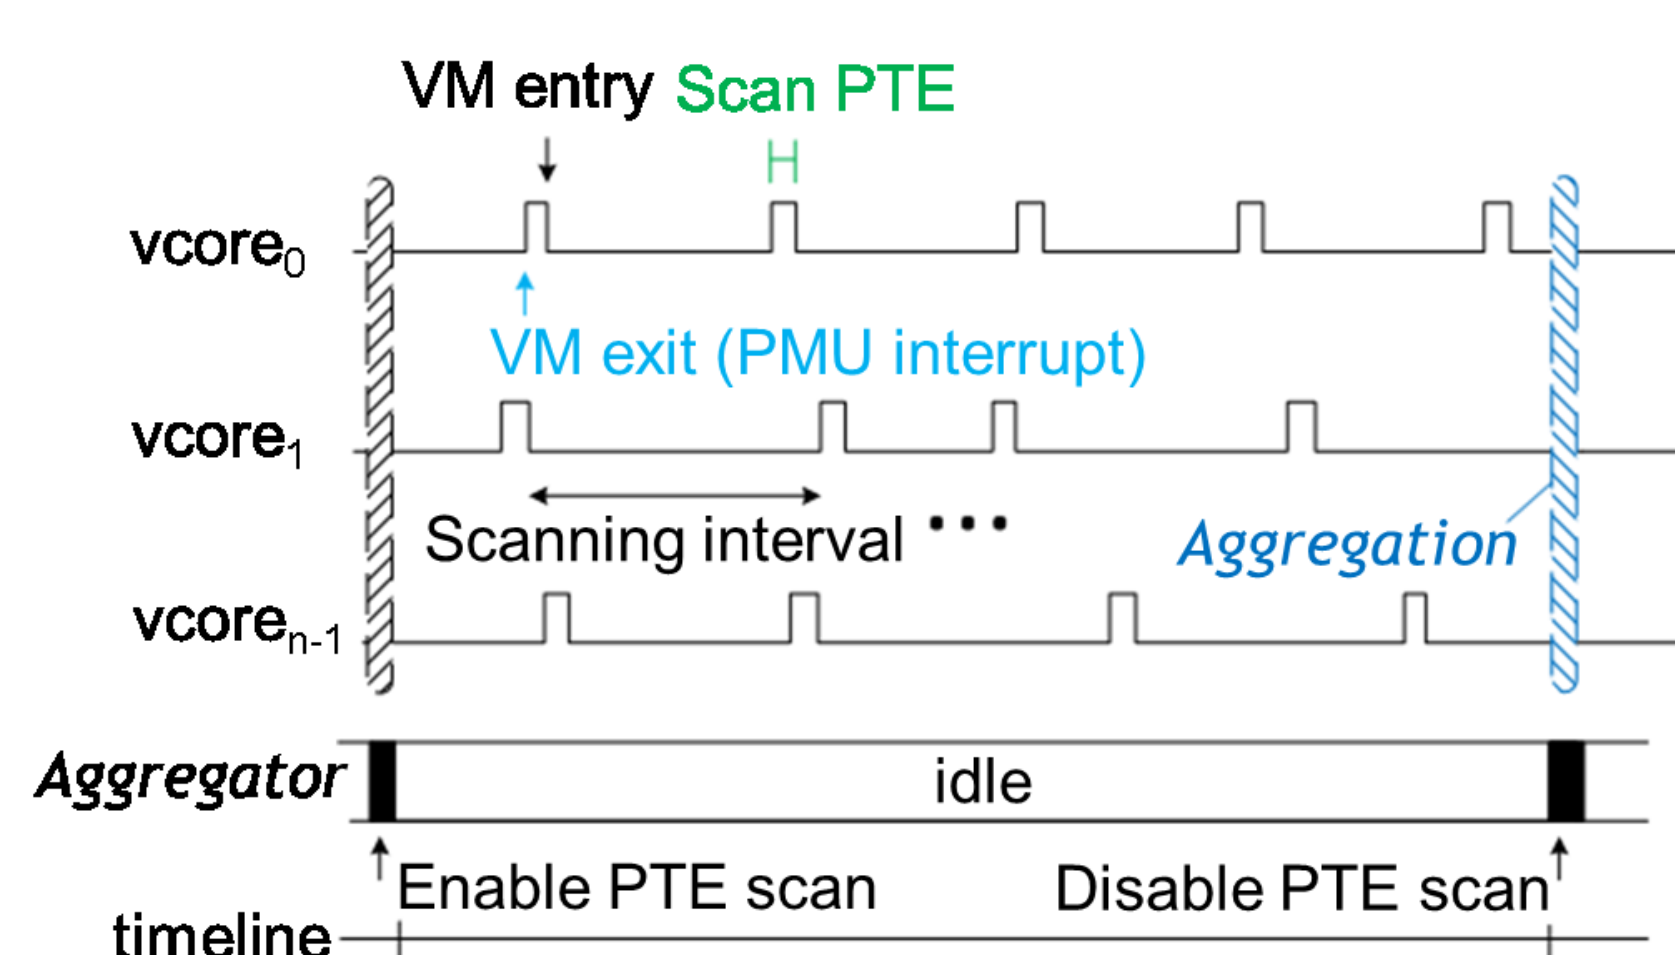 VM entry Scan PTE
vcore0
VM exit (PMU interrupt)
vcore1
Scanning interval ...
Aggregation
vcoren-1
Aggregator idle
Enable PTE scan Disable PTE scan
timeline